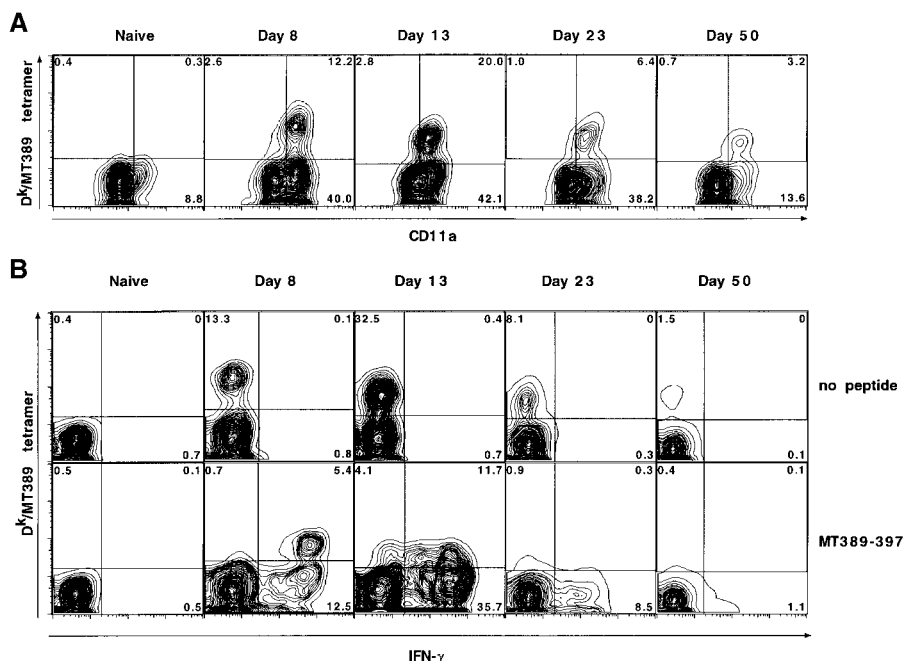 A
Naive Day 8 Day 13 Day 23 Day 50
0.4 0.3 2.6 12.2 2.8 20.0 1.0 6.4 0.7 3.2
Dk/MT389 tetramer
8.8 40.0 42.1 38.2 13.6
CD11a
B
Naive Day 8 Day 13 Day 23 Day 50
0.4 0 13.3 0.1 32.5 0.4 8.1 0 1.5 0
no peptide
Dk/MT389 tetramer
0.7 0.8 0.7 0.3 0.1
0.5 0.1 0.7 5.4 4.1 11.7 0.9 0.3 0.4 0.1
MT389-397
Dk/MT389 tetramer
0.5 12.5 35.7 8.5 1.1
IFN-γ